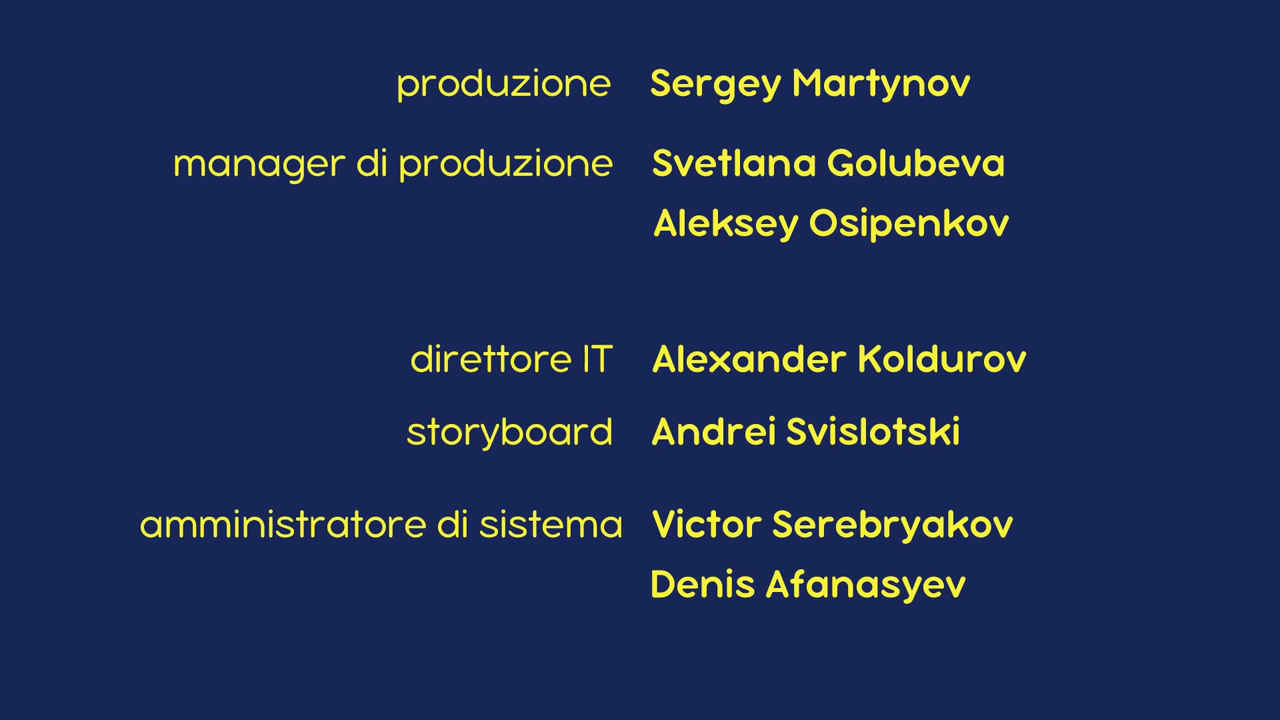 produzione Sergey Martynov
manager di produzione Svetlana Golubeva
Aleksey Osipenkov
direttore IT Alexander Koldurov
storyboard Andrei Svislotski
amministratore di sistema Victor Serebryakov
Denis Afanasyev